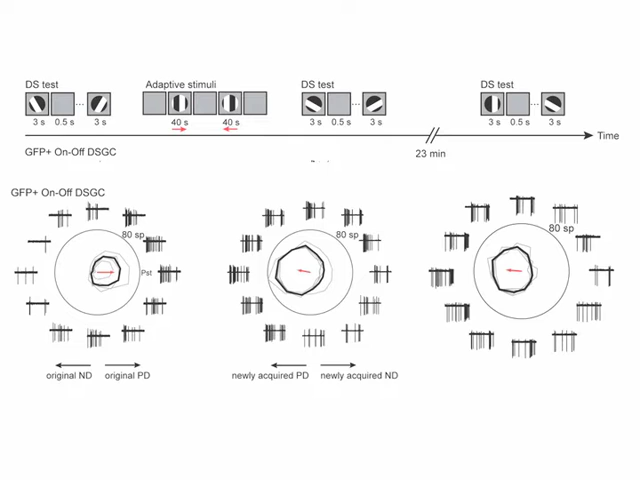 DS test
Adaptive stimuli
DS test
DS test
3 s 0.5 s ... 3 s
40 s 40 s
3 s 0.5 s ... 3 s
3 s 0.5 s ... 3 s
Time
23 min
GFP+ On-Off DSGC
GFP+ On-Off DSGC
80 sp
80 sp
80 sp
Pst
original ND original PD
newly acquired PD newly acquired ND